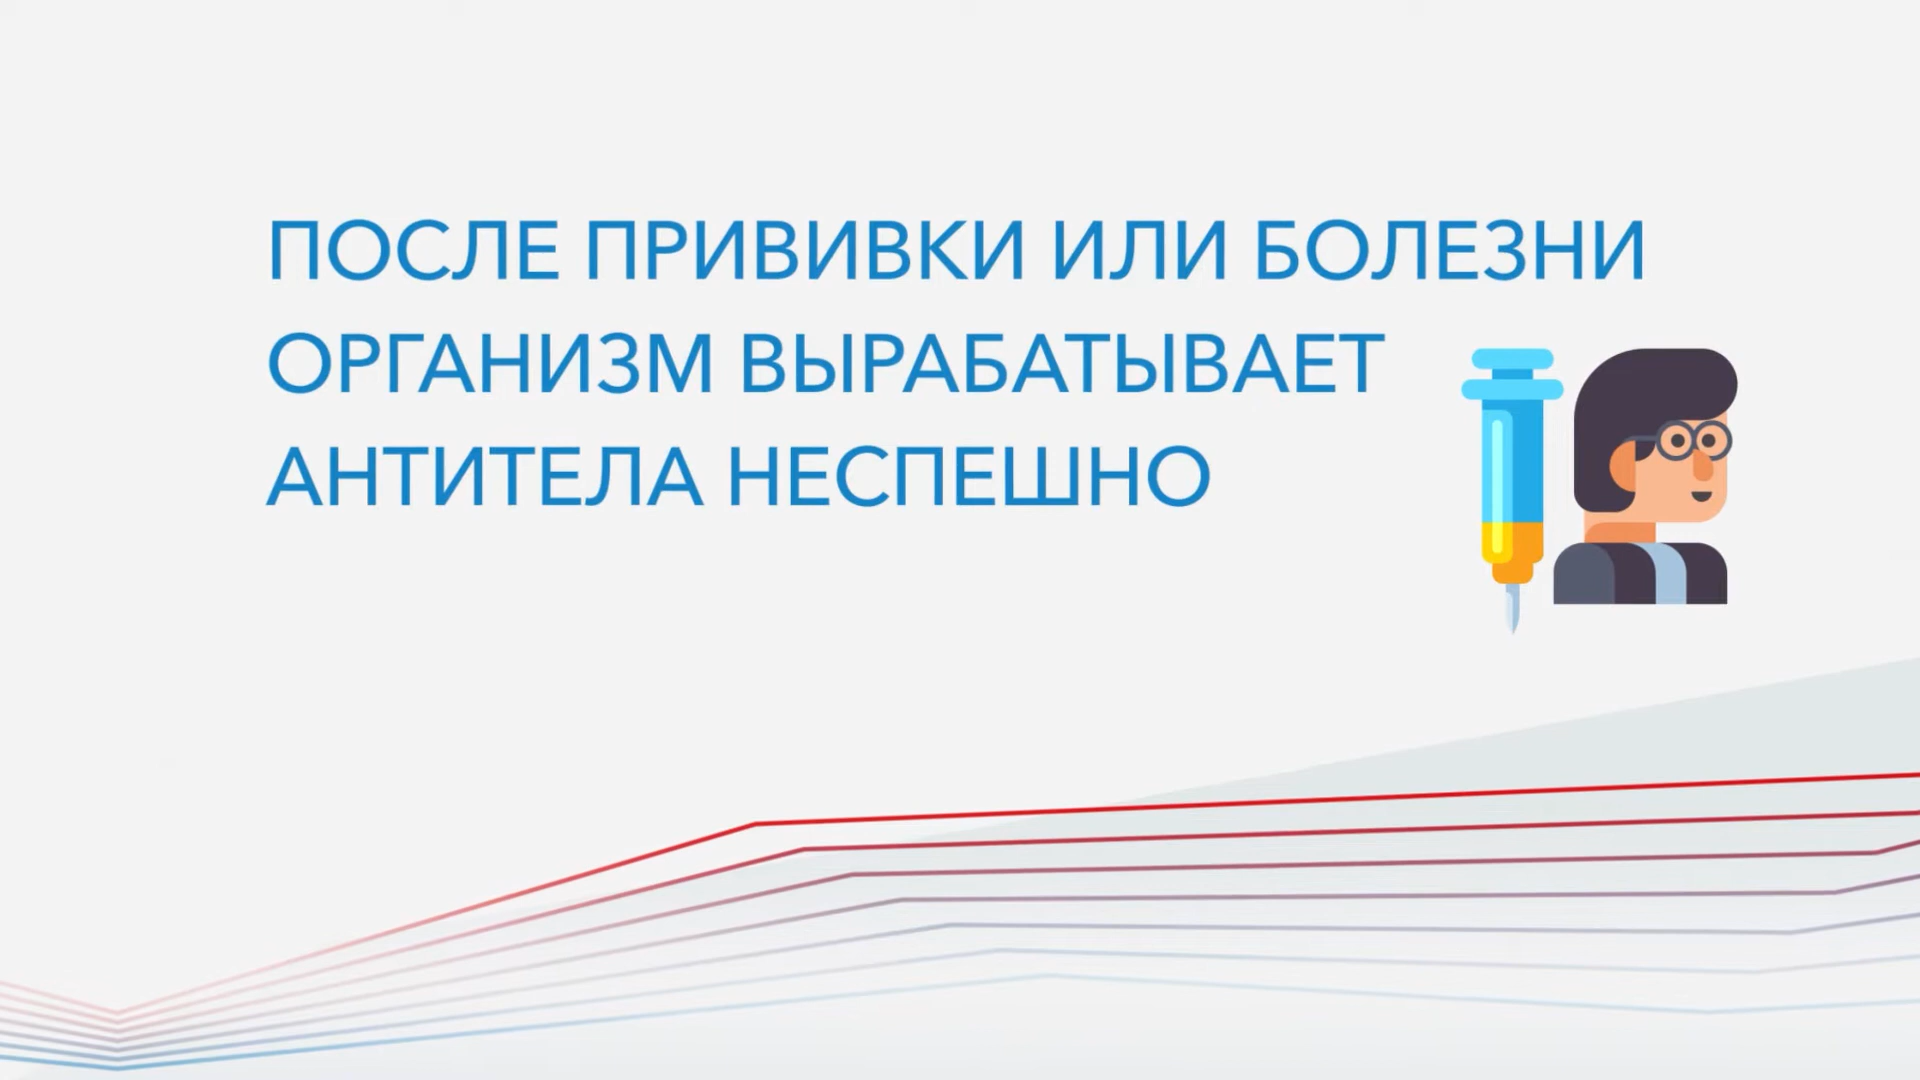 ПОСЛЕ ПРИВИВКИ ИЛИ БОЛЕЗНИ
ОРГАНИЗМ ВЫРАБАТЫВАЕТ
АНТИТЕЛА НЕСПЕШНО